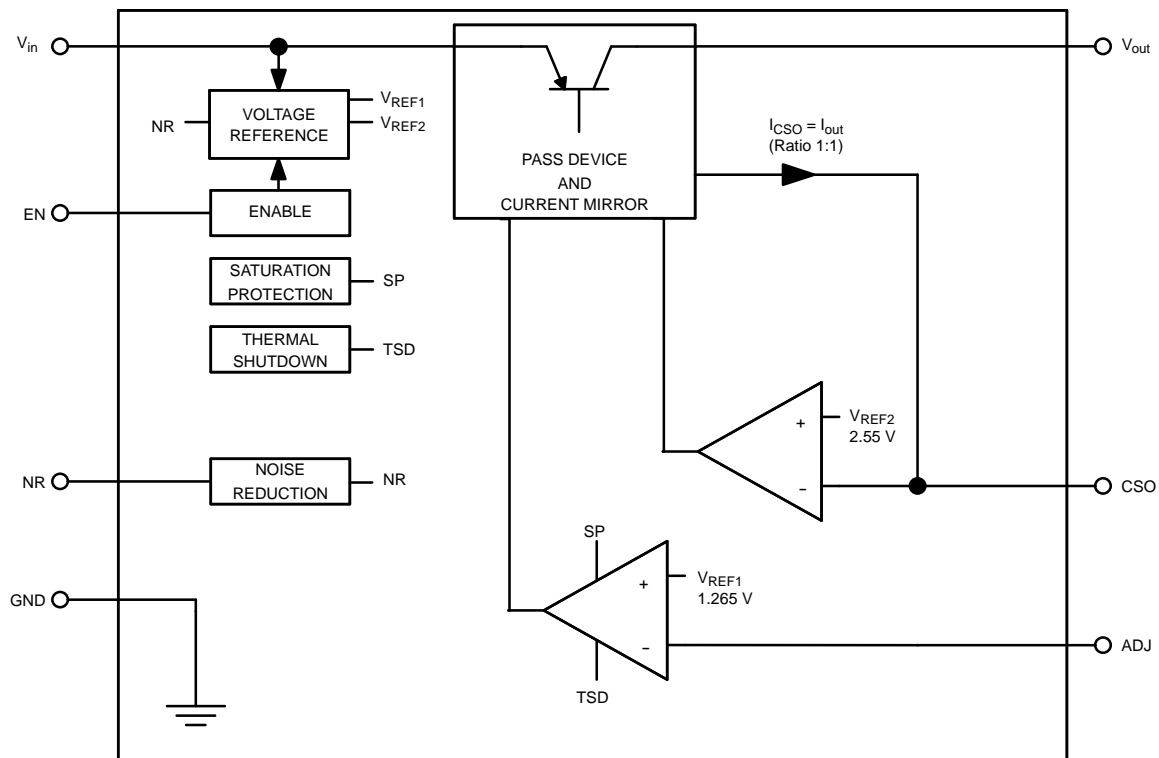 Vin
Vout
VOLTAGE
REFERENCE
NR
VREF1
VREF2
ICSO = Iout
(Ratio 1:1)
PASS DEVICE
AND
CURRENT MIRROR
EN
ENABLE
SATURATION
PROTECTION
SP
THERMAL
SHUTDOWN
TSD
+
VREF2
2.55 V
−
CSO
NR
NOISE
REDUCTION
NR
SP
+
VREF1
1.265 V
−
ADJ
TSD
GND